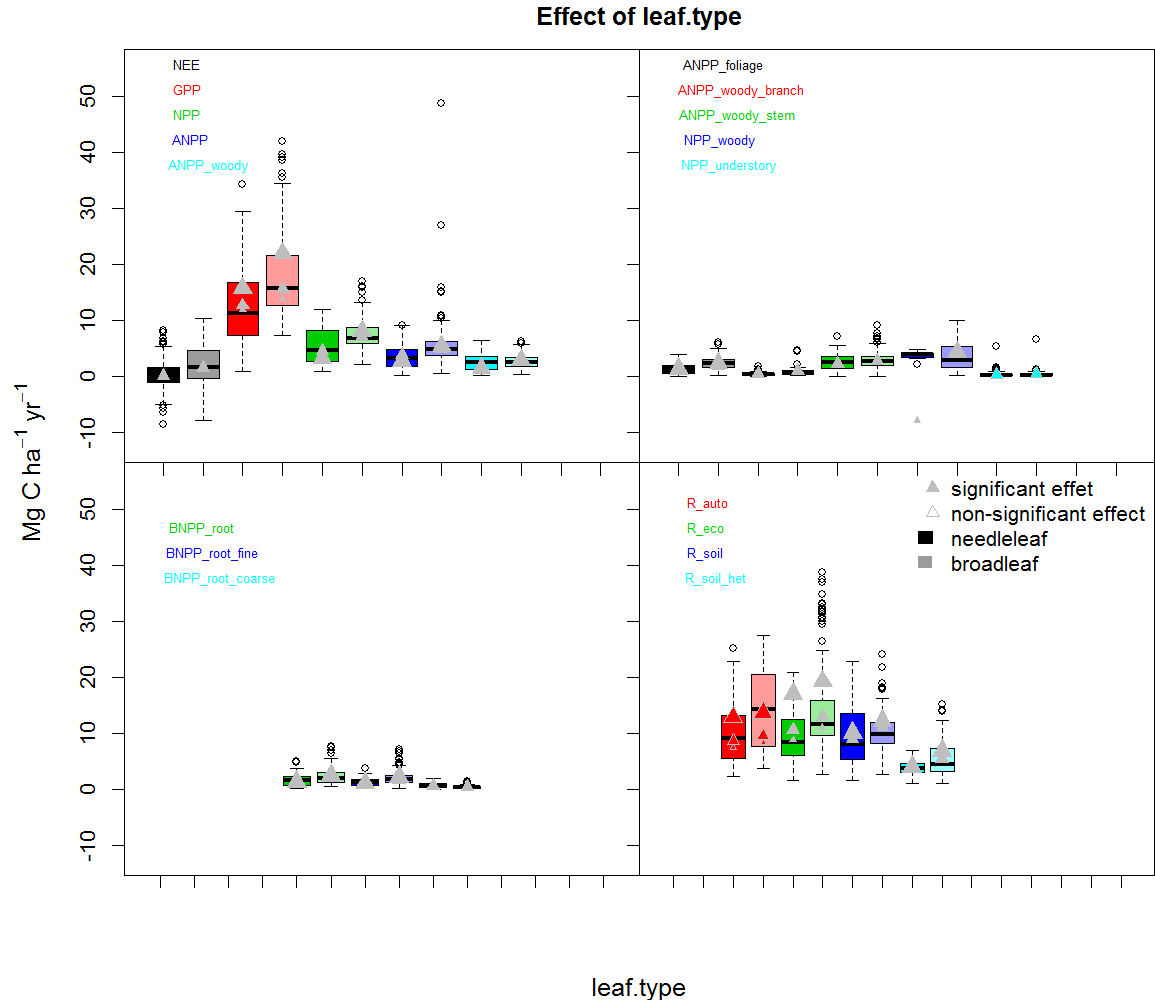 Effect of leaf.type
NEE
GPP
NPP
ANPP
ANPP_woody
ANPP_foliage
ANPP_woody_branch
ANPP_woody_stem
NPP_woody
NPP_understory
50
40
30
20
10
0
-10
Mg C ha−1 yr−1
BNPP_root
BNPP_root_fine
BNPP_root_coarse
R_auto
R_eco
R_soil
R_soil_het
significant effet
non-significant effect
needleleaf
broadleaf
50
40
30
20
10
0
-10
leaf.type